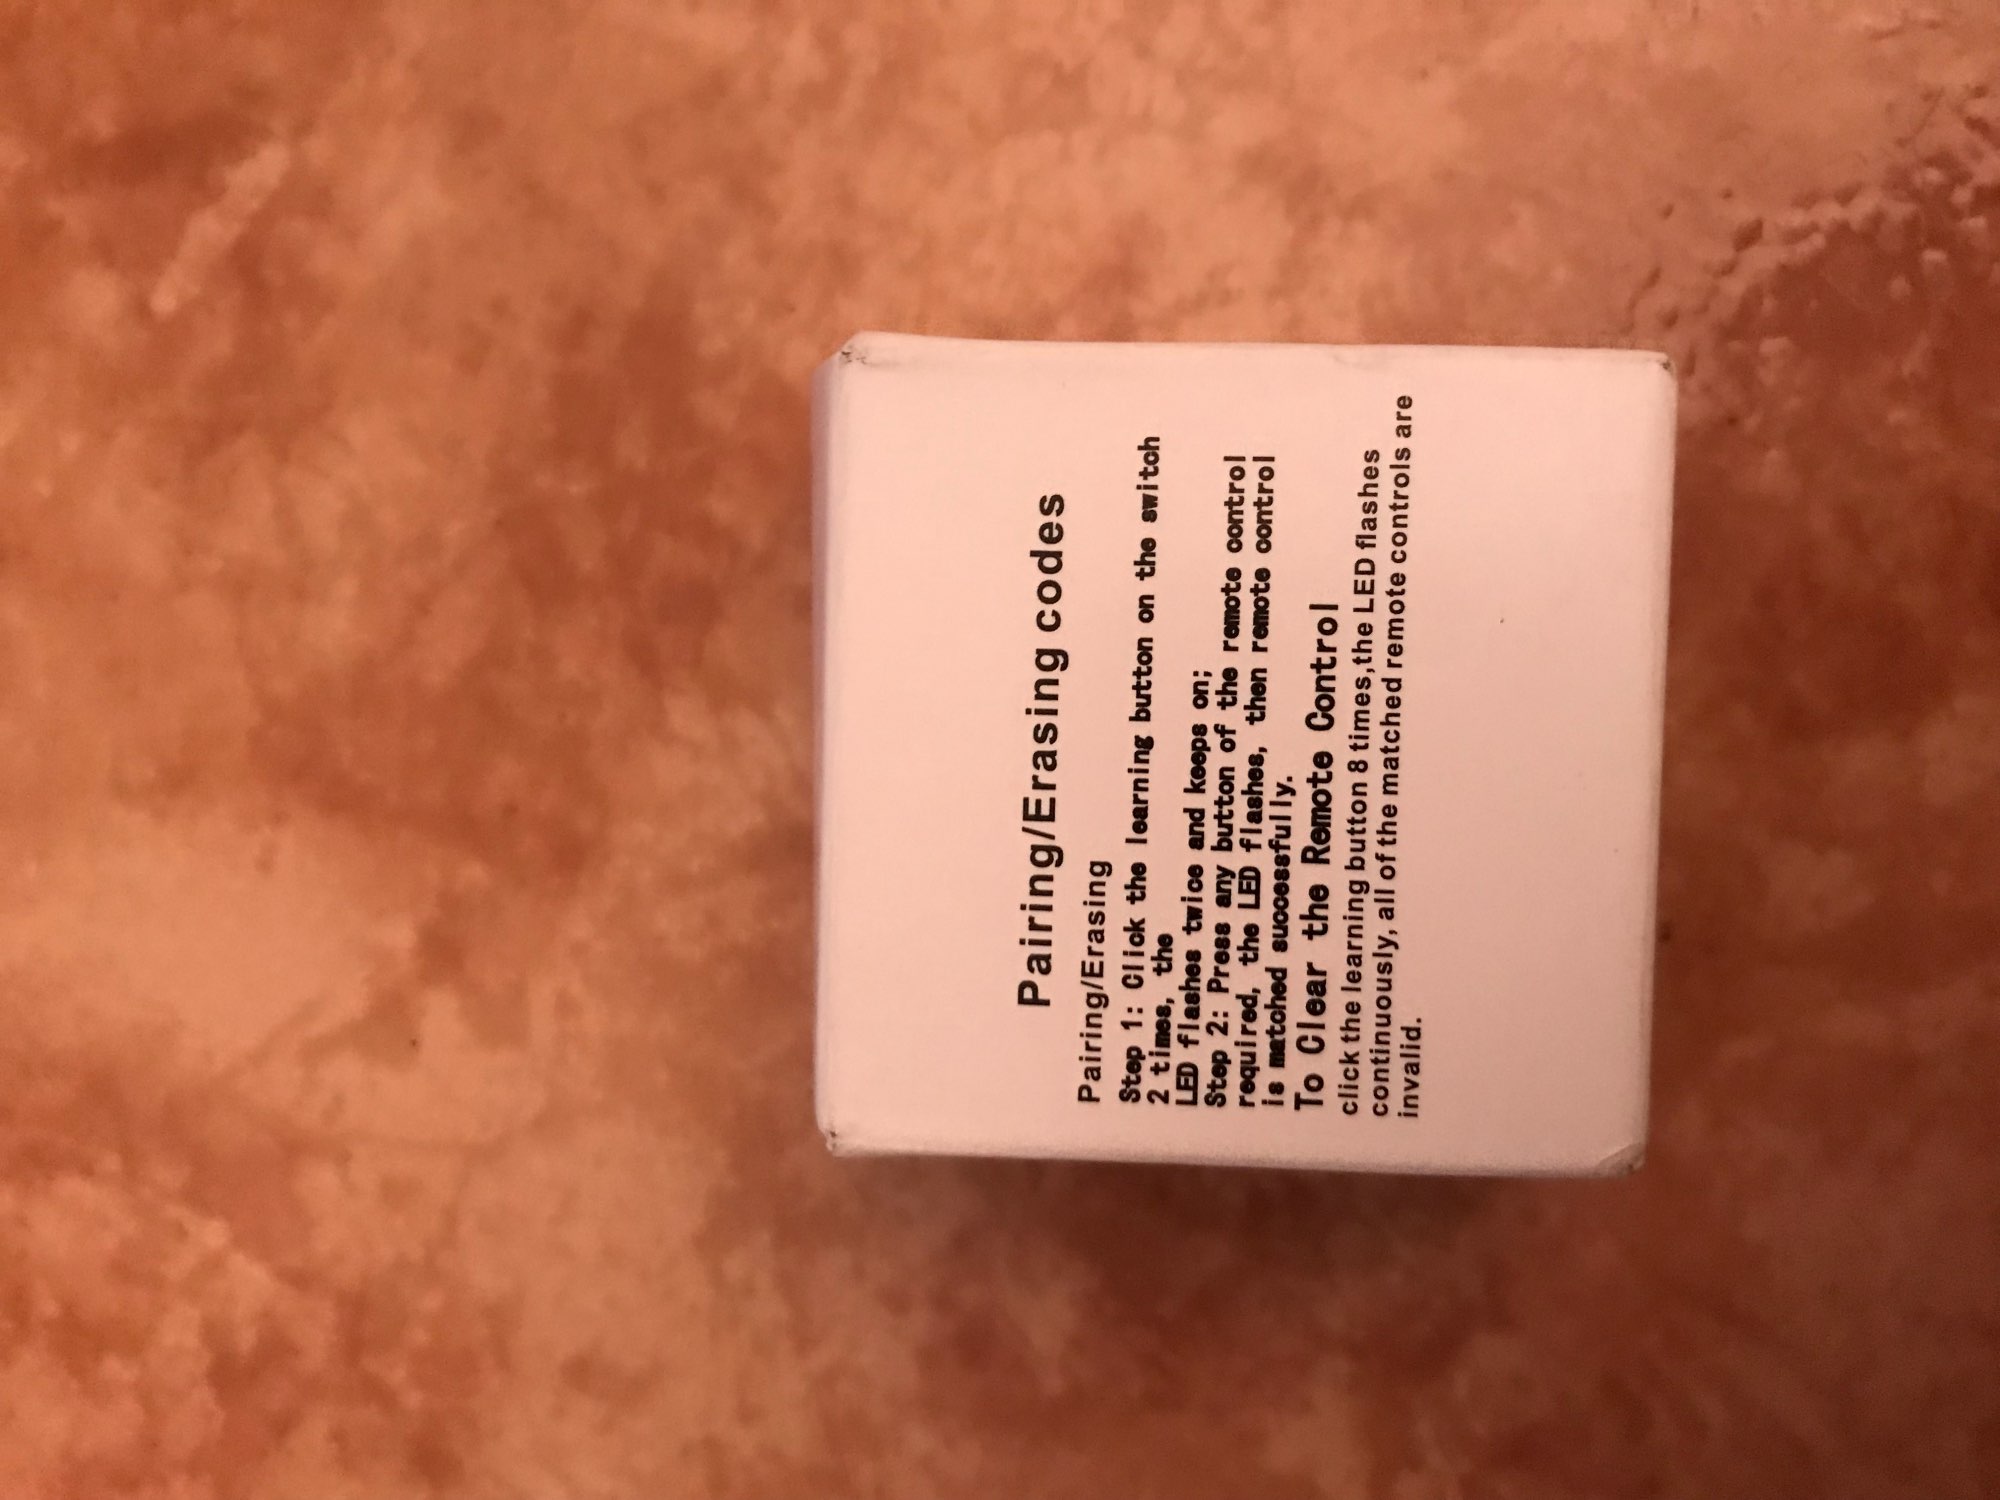 Pairing/Erasing codes
Pairing/Erasing
Step 1: Click the learning button on the switch
2 times, the
LED flashes twice and keeps on;
Step 2: Press any button of the remote control
required, the LED flashes, then remote control
is matched successfully.
To Clear the Remote Control
click the learning button 8 times,the LED flashes
continuously, all of the matched remote controls are
invalid.